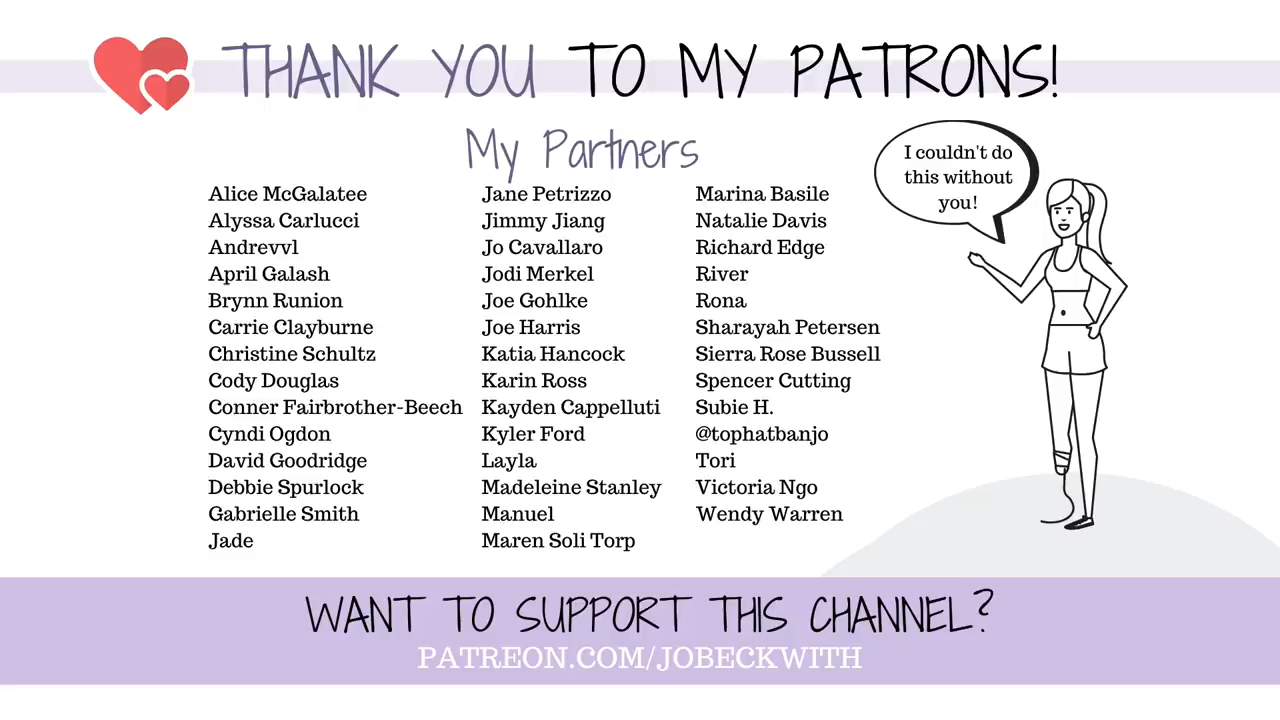 THANK YOU TO MY PATRONS!
My Partners
Alice McGalatee
Alyssa Carlucci
Andrevvl
April Galash
Brynn Runion
Carrie Clayburne
Christine Schultz
Cody Douglas
Conner Fairbrother-Beech
Cyndi Ogdon
David Goodridge
Debbie Spurlock
Gabrielle Smith
Jade
Jane Petrizzo
Jimmy Jiang
Jo Cavallaro
Jodi Merkel
Joe Gohlke
Joe Harris
Katia Hancock
Karin Ross
Kayden Cappelluti
Kyler Ford
Layla
Madeleine Stanley
Manuel
Maren Soli Torp
Marina Basile
Natalie Davis
Richard Edge
River
Rona
Sharayah Petersen
Sierra Rose Bussell
Spencer Cutting
Subie H.
@tophatbanjo
Tori
Victoria Ngo
Wendy Warren
I couldn't do
this without
you!
WANT TO SUPPORT THIS CHANNEL?
PATREON.COM/JOBECKWITH